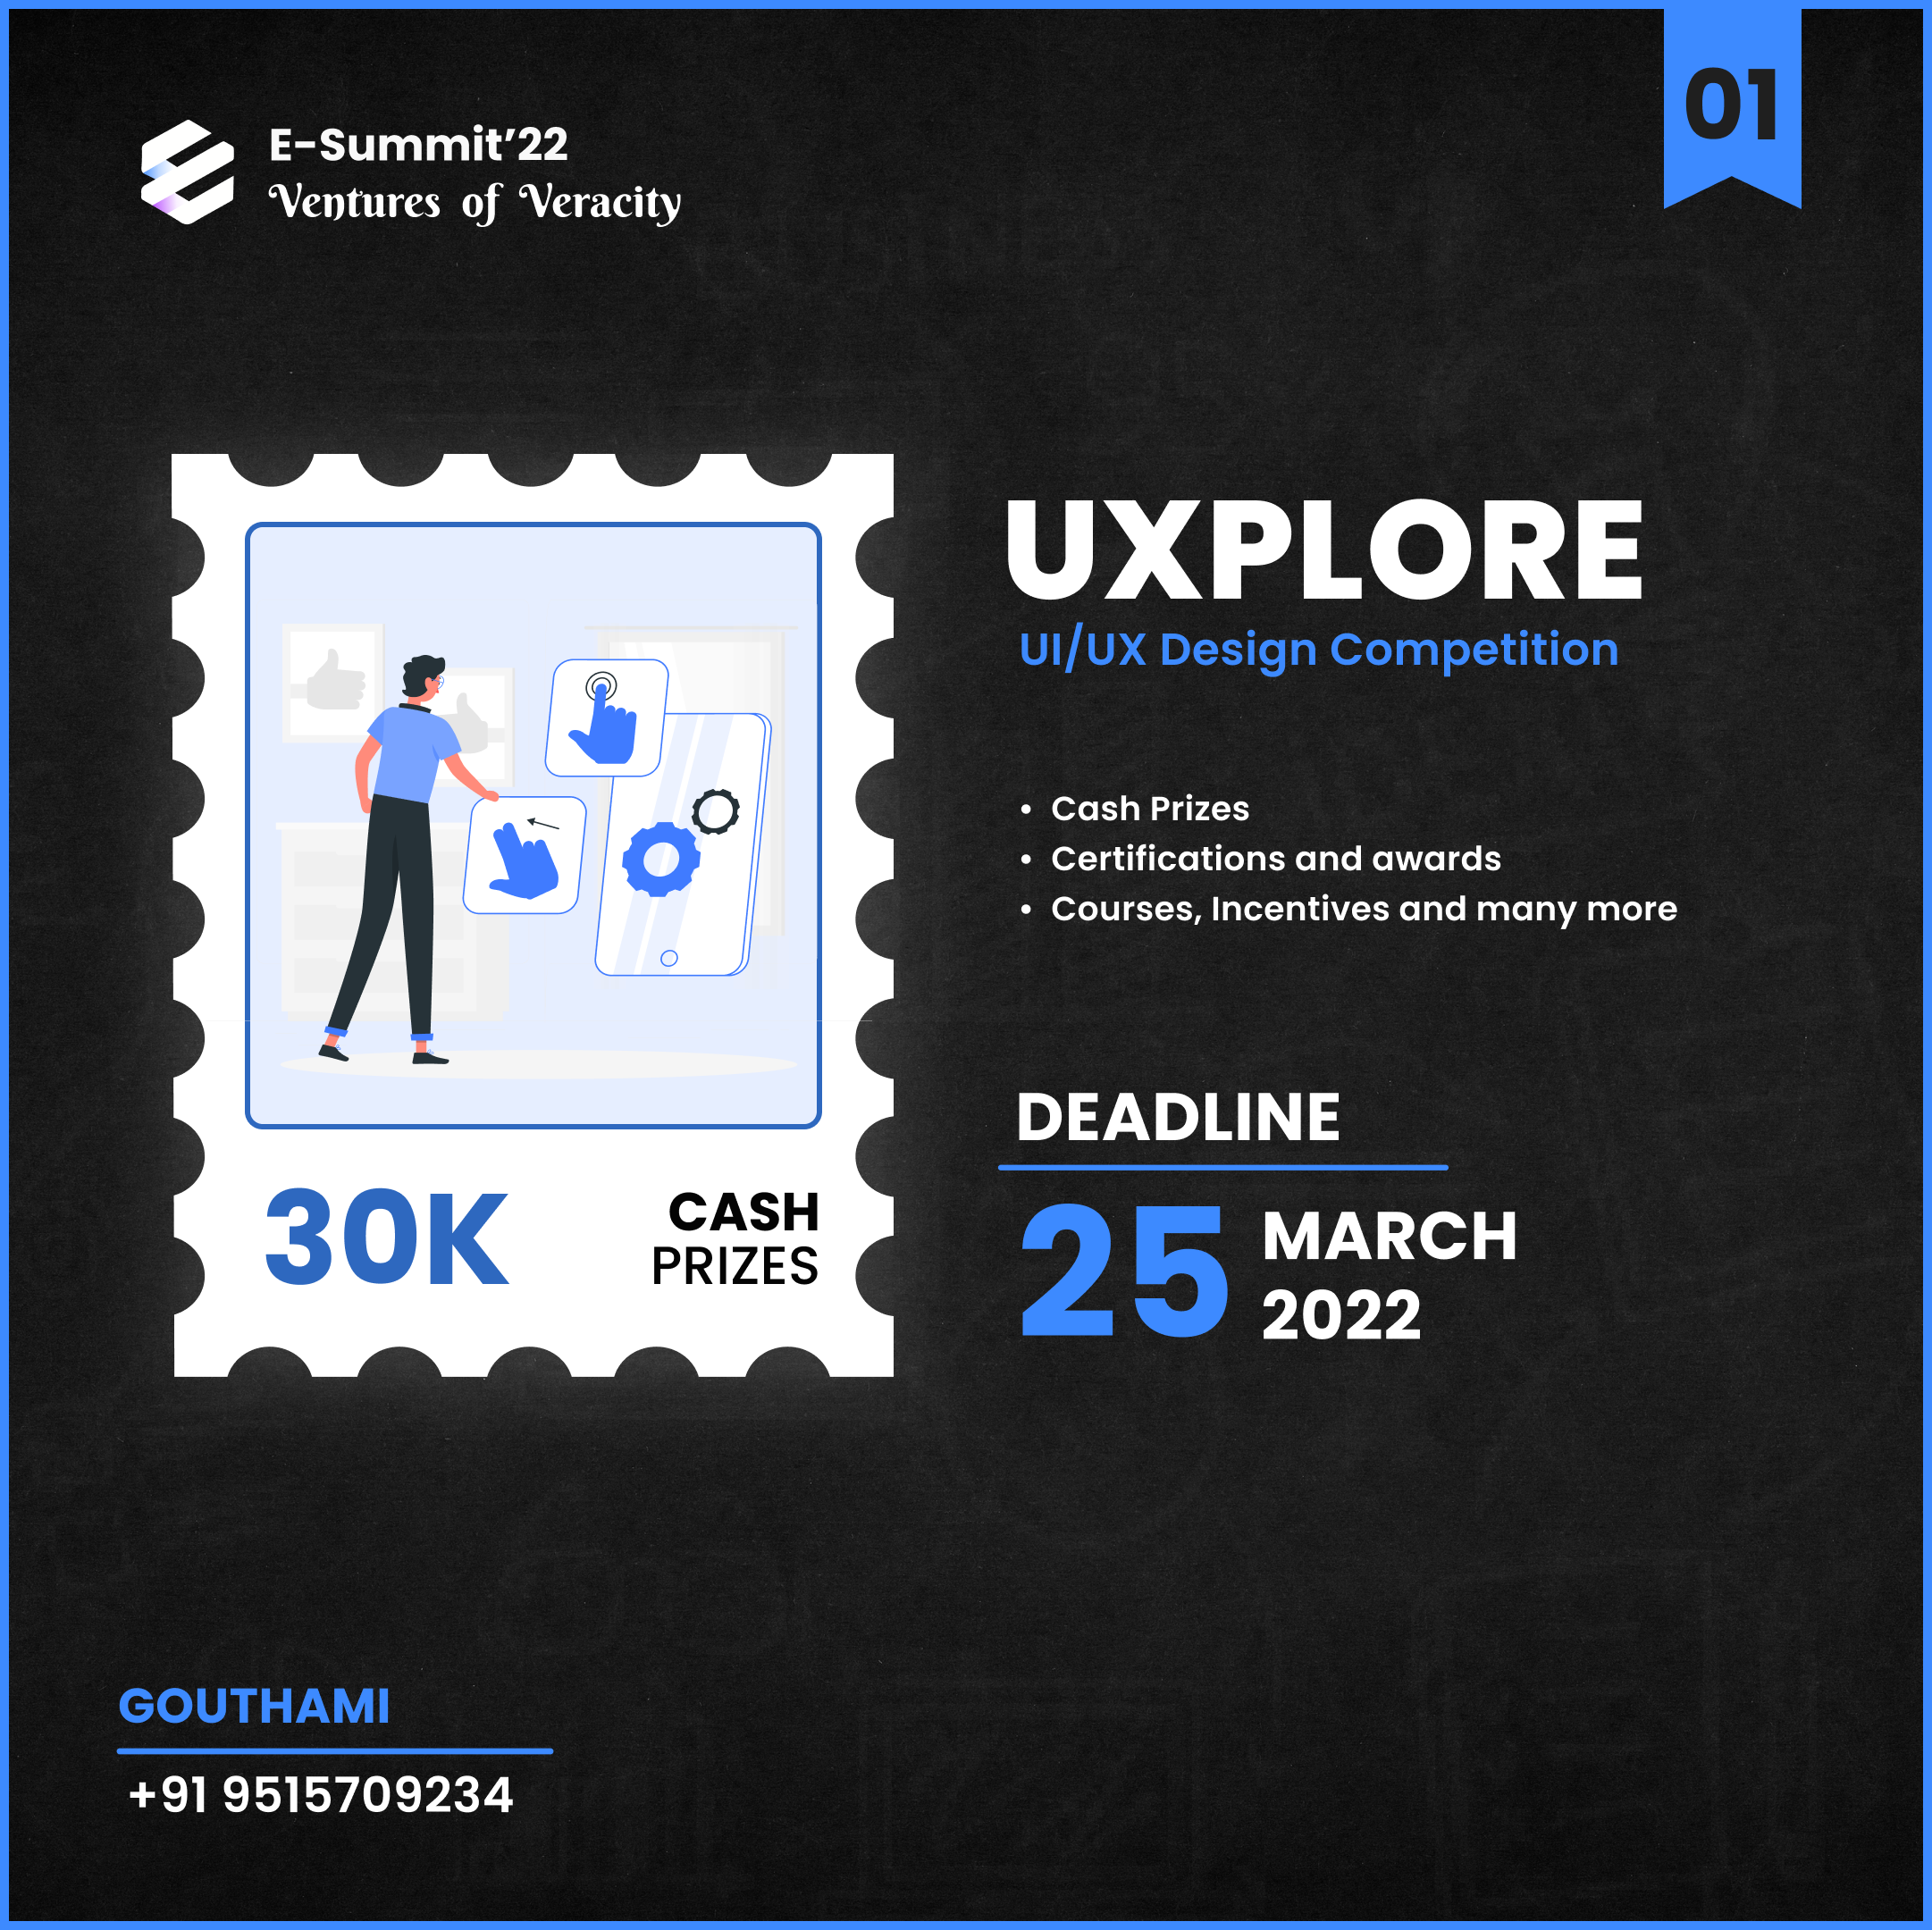 01
E-Summit’22
Ventures of Veracity
UXPLORE
UI/UX Design Competition
• Cash Prizes
• Certifications and awards
• Courses, Incentives and many more
30K
CASH
PRIZES
DEADLINE
25
MARCH
2022
GOUTHAMI
+91 9515709234